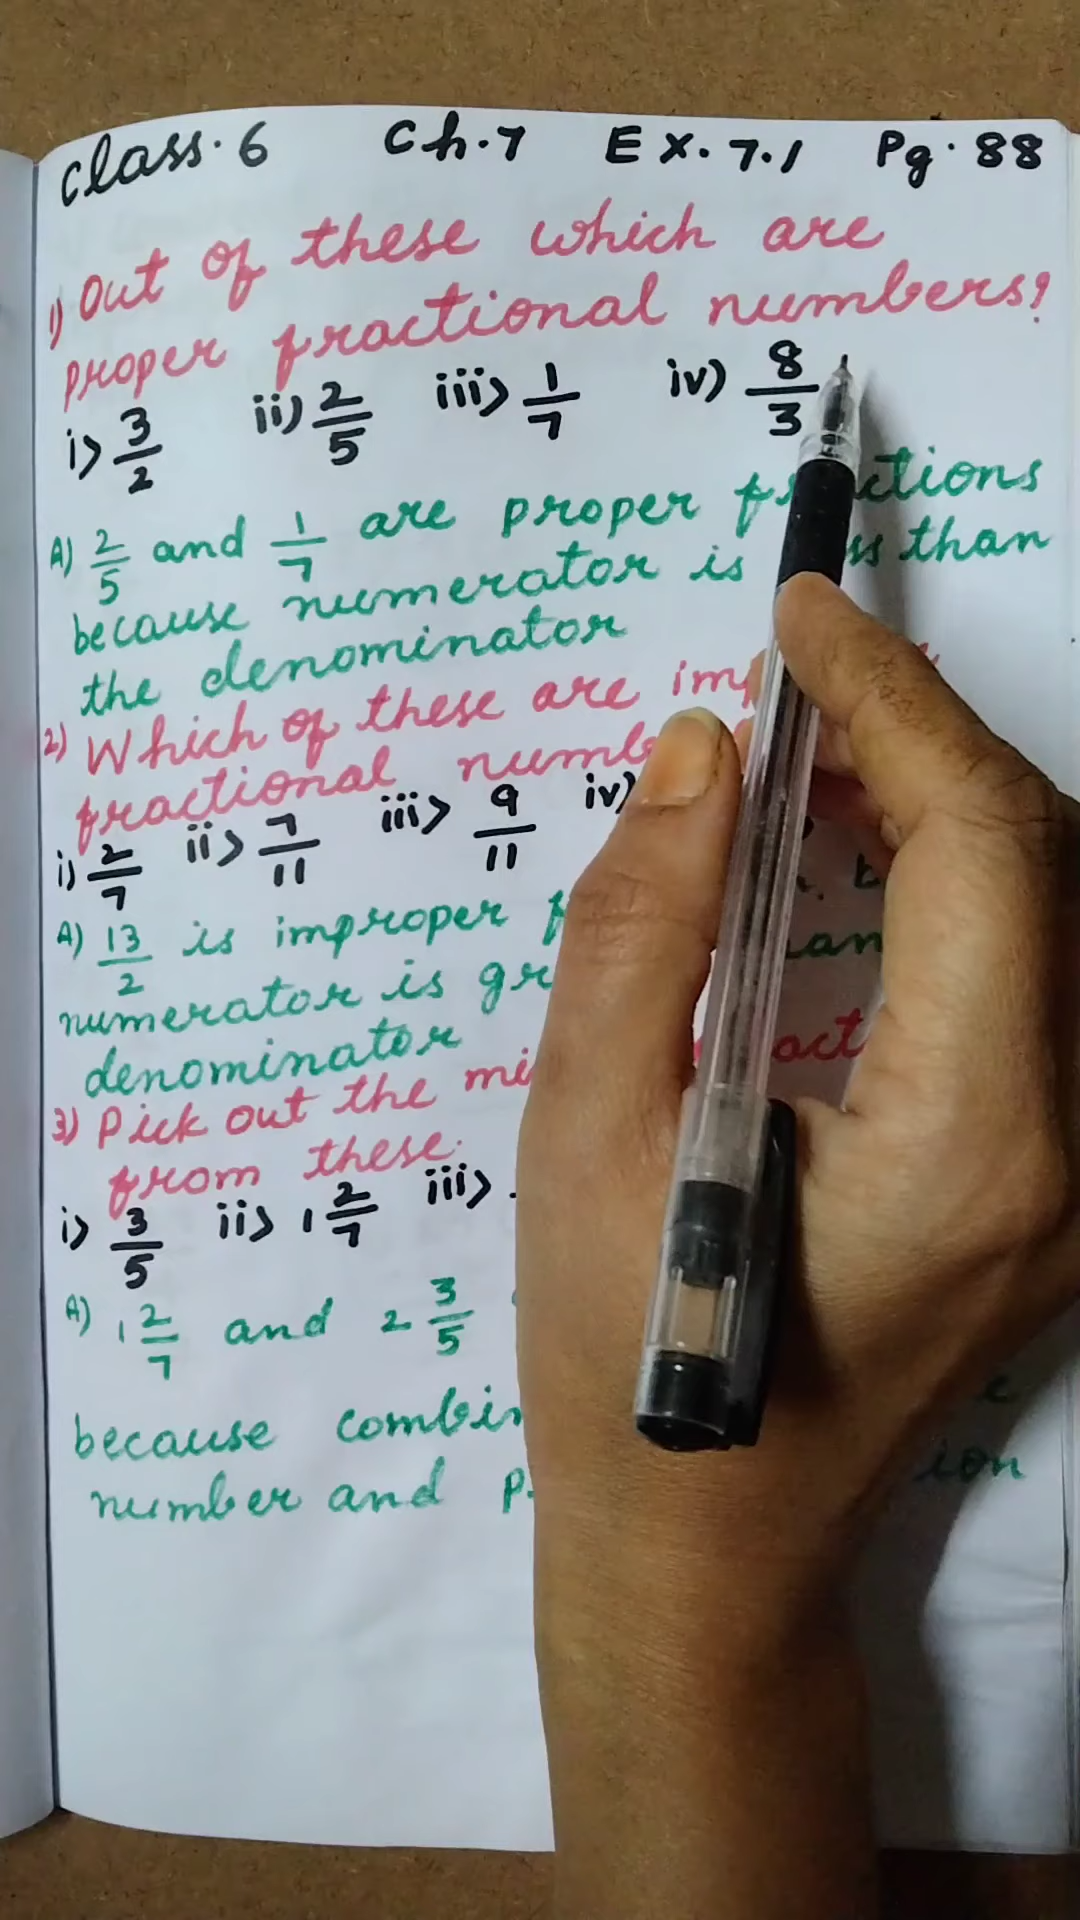 Class. 6 Ch.7 Ex. 7.1 Pg. 88
1) Out of these which are
proper fractional numbers?
i> 3/2 ii) 2/5 iii> 1/7 iv) 8/3
A) 2/5 and 1/7 are proper fractions
because numerator is less than
the denominator
2) Which of these are
fractional
i) 2/7 ii> 7/11 iii> 9/11 iv)
A) 13/2 is improper
numerator is
denominator
3) Pick out the
from these.
i> 3/5 ii> 1 2/7 iii>
A) 1 2/7 and 2 3/5
because
number and